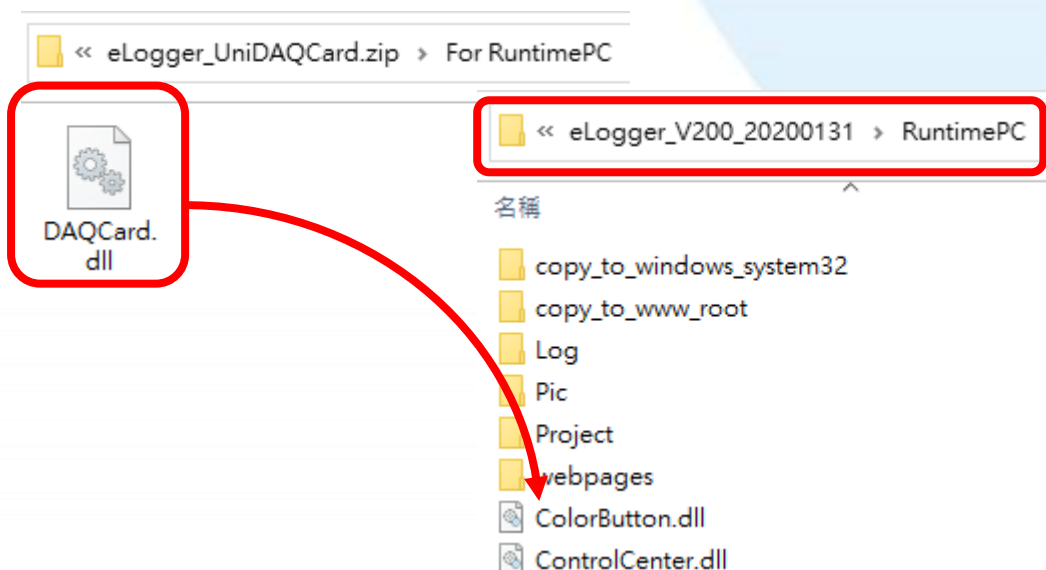 « eLogger_UniDAQCard.zip › For RuntimePC
DAQCard.
dll
« eLogger_V200_20200131 › RuntimePC
名稱
copy_to_windows_system32
copy_to_www_root
Log
Pic
Project
webpages
ColorButton.dll
ControlCenter.dll